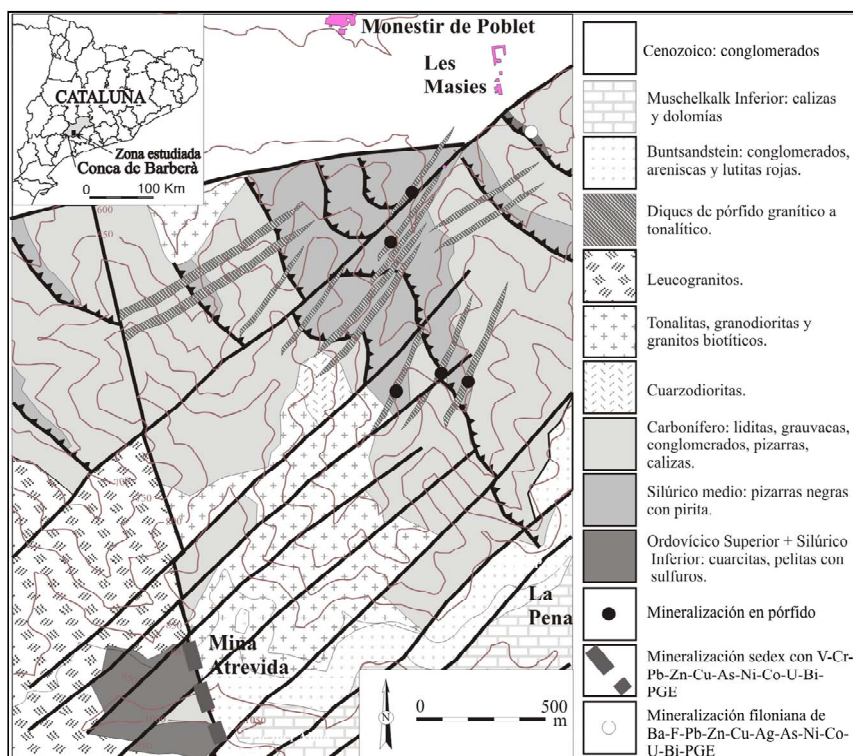 Monestir de Poblet
Les
Masies
CATALUÑA
Zona estudiada
Conca de Barberà
0 100 Km
600
Mina
Atrevida
La
Pena
N
0 500
m
1050
Cenozoico: conglomerados
Muschelkalk Inferior: calizas
y dolomías
Buntsandstein: conglomerados,
areniscas y lutitas rojas.
Diques de pórfido granítico a
tonalítico.
Leucogranitos.
Tonalitas, granodioritas y
granitos biotíticos.
Cuarzodioritas.
Carbonífero: liditas, grauvacas,
conglomerados, pizarras,
calizas.
Silúrico medio: pizarras negras
con pirita.
Ordovícico Superior + Silúrico
Inferior: cuarcitas, pelitas con
sulfuros.
Mineralización en pórfido
Mineralización sedex con V-Cr-
Pb-Zn-Cu-As-Ni-Co-U-Bi-
PGE
Mineralización filoniana de
Ba-F-Pb-Zn-Cu-Ag-As-Ni-Co-
U-Bi-PGE